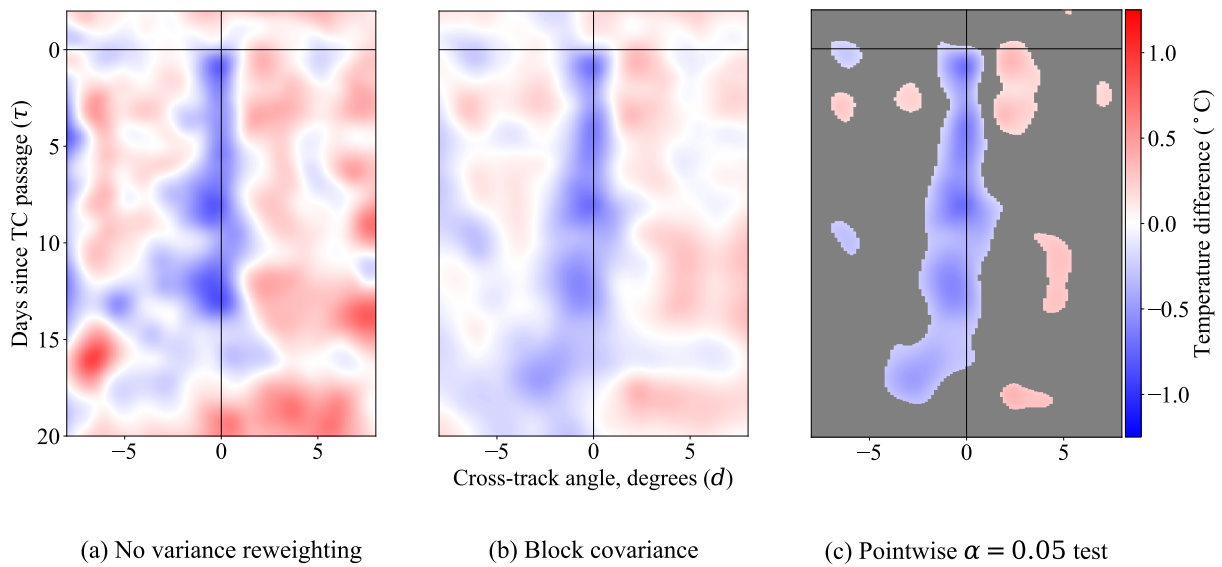 0
5
10
15
20
Days since TC passage (τ)
−5 0 5
−5 0 5
−5 0 5
Cross-track angle, degrees (d)
1.0
0.5
0.0
−0.5
−1.0
Temperature difference (°C)
(a) No variance reweighting
(b) Block covariance
(c) Pointwise α = 0.05 test